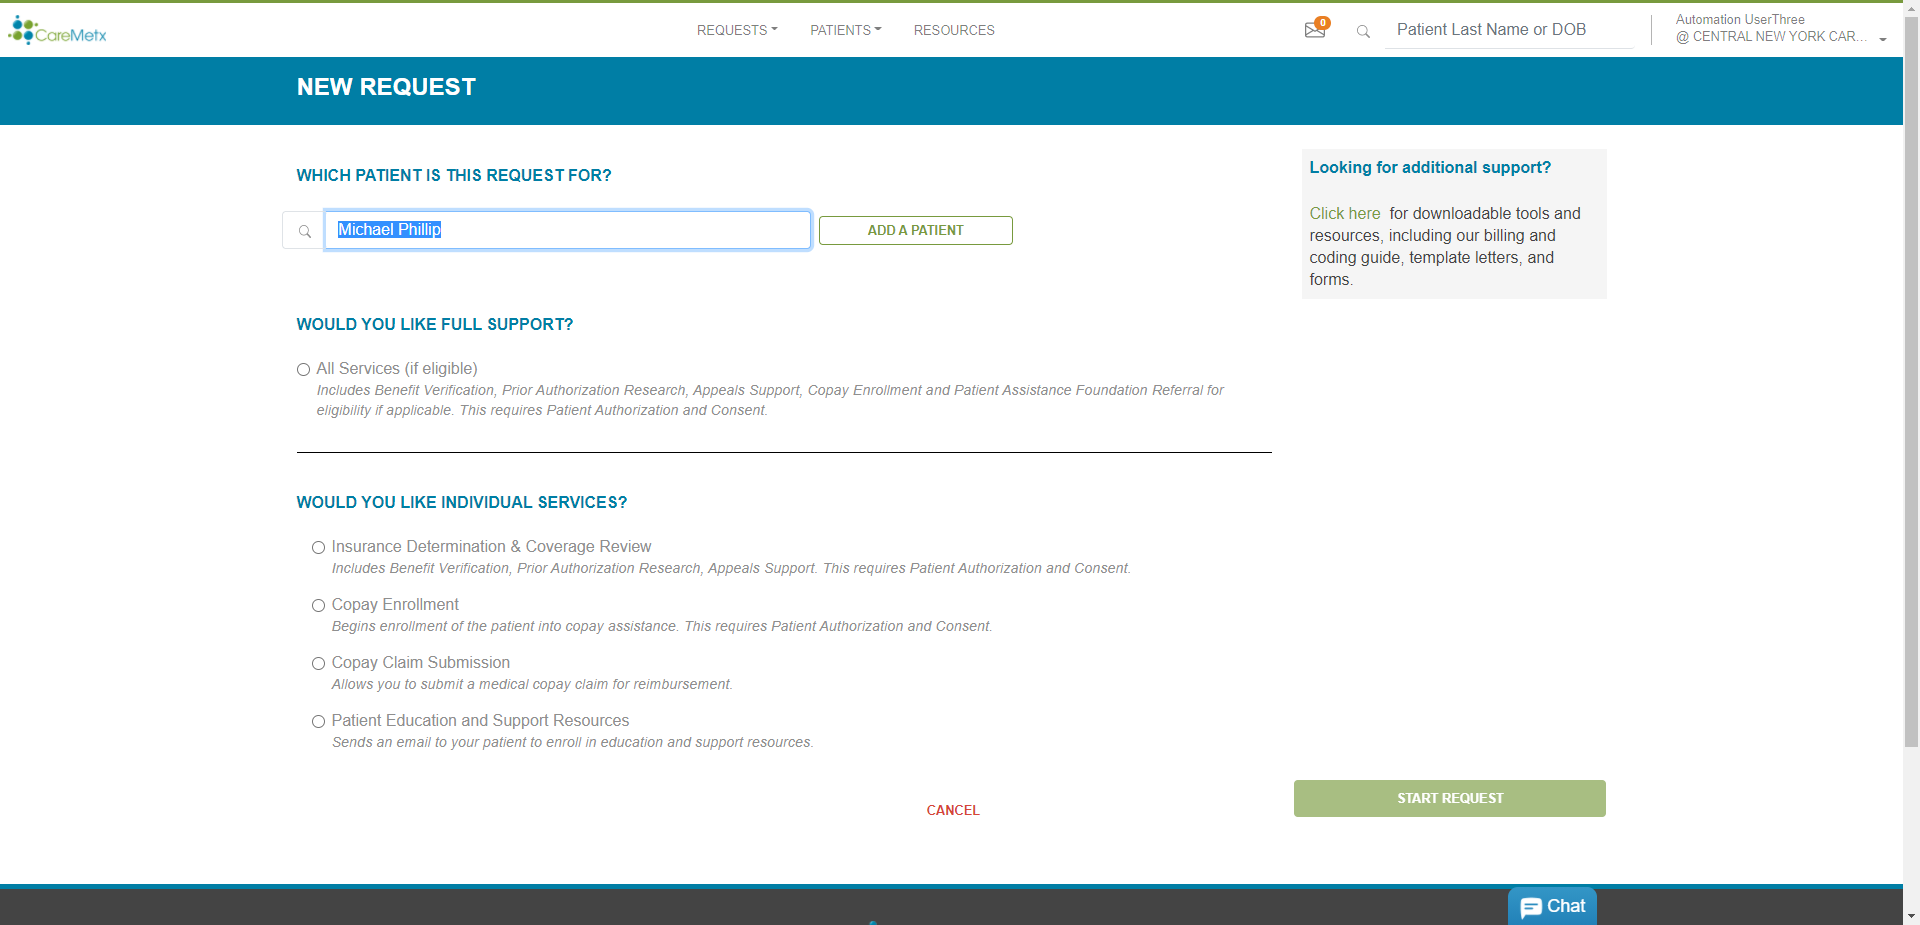 CareMetx
REQUESTS
PATIENTS
RESOURCES
0
Patient Last Name or DOB
Automation UserThree
@ CENTRAL NEW YORK CAR...
NEW REQUEST
WHICH PATIENT IS THIS REQUEST FOR?
Michael Phillip
ADD A PATIENT
Looking for additional support?
Click here for downloadable tools and
resources, including our billing and
coding guide, template letters, and
forms.
WOULD YOU LIKE FULL SUPPORT?
All Services (if eligible)
Includes Benefit Verification, Prior Authorization Research, Appeals Support, Copay Enrollment and Patient Assistance Foundation Referral for
eligibility if applicable. This requires Patient Authorization and Consent.
WOULD YOU LIKE INDIVIDUAL SERVICES?
Insurance Determination & Coverage Review
Includes Benefit Verification, Prior Authorization Research, Appeals Support. This requires Patient Authorization and Consent.
Copay Enrollment
Begins enrollment of the patient into copay assistance. This requires Patient Authorization and Consent.
Copay Claim Submission
Allows you to submit a medical copay claim for reimbursement.
Patient Education and Support Resources
Sends an email to your patient to enroll in education and support resources.
CANCEL
START REQUEST
Chat